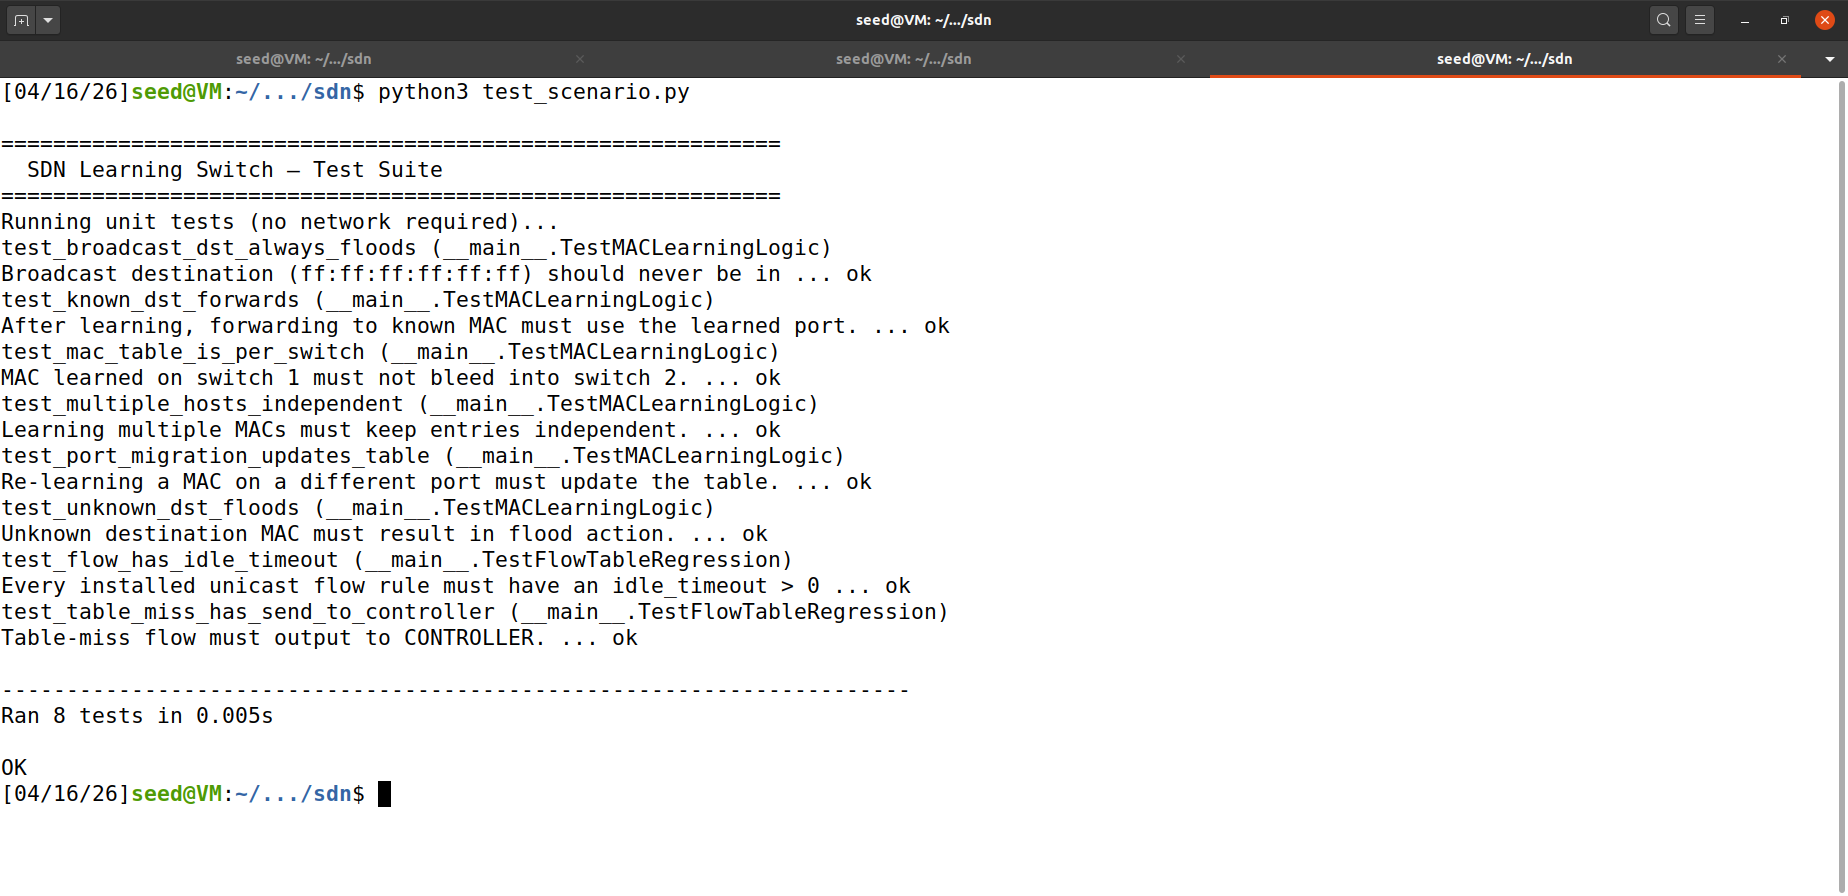 seed@VM: ~/.../sdn
seed@VM: ~/.../sdn
seed@VM: ~/.../sdn
seed@VM: ~/.../sdn
[04/16/26]seed@VM:~/.../sdn$ python3 test_scenario.py
============================================================
  SDN Learning Switch — Test Suite
============================================================
Running unit tests (no network required)...
test_broadcast_dst_always_floods (__main__.TestMACLearningLogic)
Broadcast destination (ff:ff:ff:ff:ff:ff) should never be in ... ok
test_known_dst_forwards (__main__.TestMACLearningLogic)
After learning, forwarding to known MAC must use the learned port. ... ok
test_mac_table_is_per_switch (__main__.TestMACLearningLogic)
MAC learned on switch 1 must not bleed into switch 2. ... ok
test_multiple_hosts_independent (__main__.TestMACLearningLogic)
Learning multiple MACs must keep entries independent. ... ok
test_port_migration_updates_table (__main__.TestMACLearningLogic)
Re-learning a MAC on a different port must update the table. ... ok
test_unknown_dst_floods (__main__.TestMACLearningLogic)
Unknown destination MAC must result in flood action. ... ok
test_flow_has_idle_timeout (__main__.TestFlowTableRegression)
Every installed unicast flow rule must have an idle_timeout > 0 ... ok
test_table_miss_has_send_to_controller (__main__.TestFlowTableRegression)
Table-miss flow must output to CONTROLLER. ... ok
----------------------------------------------------------------------
Ran 8 tests in 0.005s
OK
[04/16/26]seed@VM:~/.../sdn$